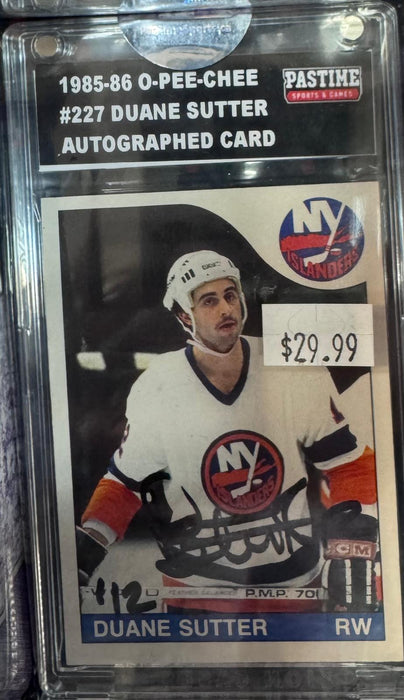 1985-86 O-PEE-CHEE
#227 DUANE SUTTER
AUTOGRAPHED CARD
PASTIME
SPORTS & GAMES
NY
ISLANDERS
$29.99
NY
ISLANDERS
CCM
#12
P.M.P. 70
DUANE SUTTER RW